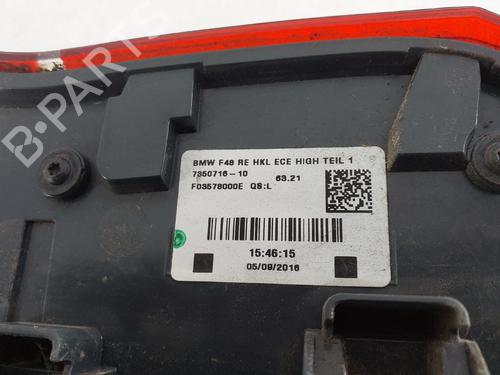 BMW F48 RE HKL ECE HIGH TEIL 1
7350716-10 63.21
F03578000E QS:L
15:46:15
05/09/2016
B-PARTS